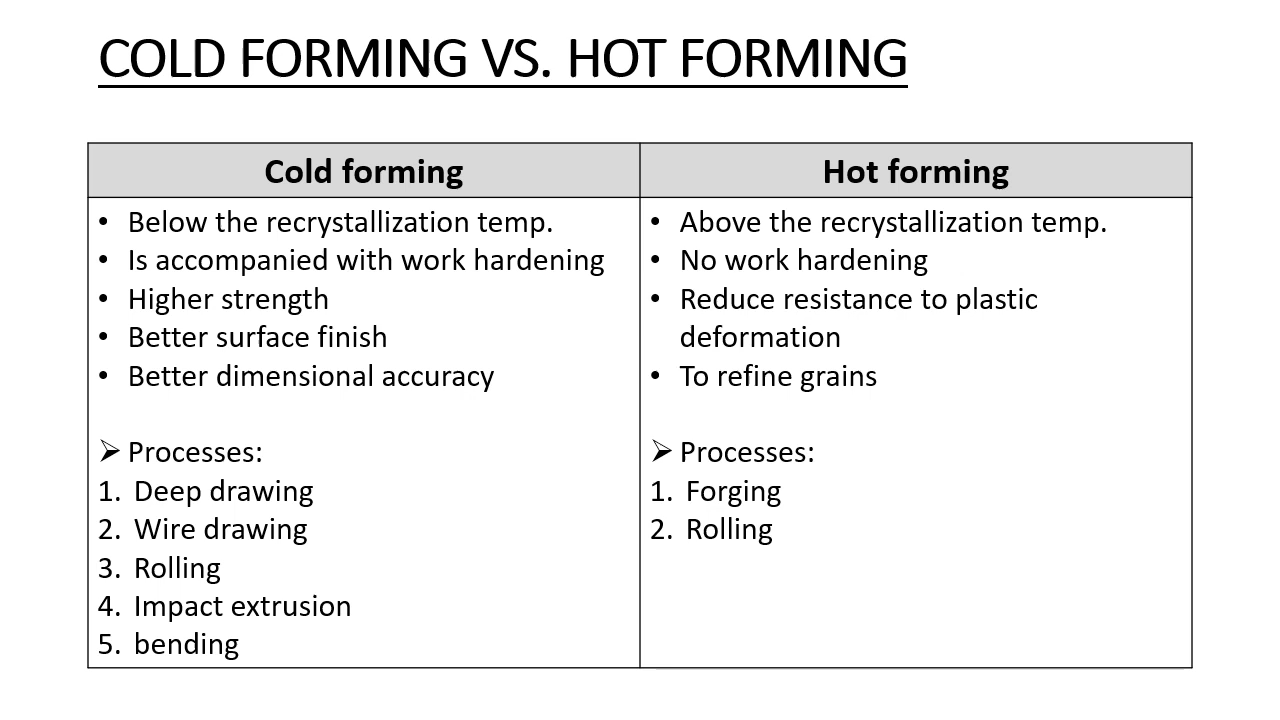 COLD FORMING VS. HOT FORMING
Cold forming
• Below the recrystallization temp.
• Is accompanied with work hardening
• Higher strength
• Better surface finish
• Better dimensional accuracy
➢ Processes:
1. Deep drawing
2. Wire drawing
3. Rolling
4. Impact extrusion
5. bending
Hot forming
• Above the recrystallization temp.
• No work hardening
• Reduce resistance to plastic
deformation
• To refine grains
➢ Processes:
1. Forging
2. Rolling